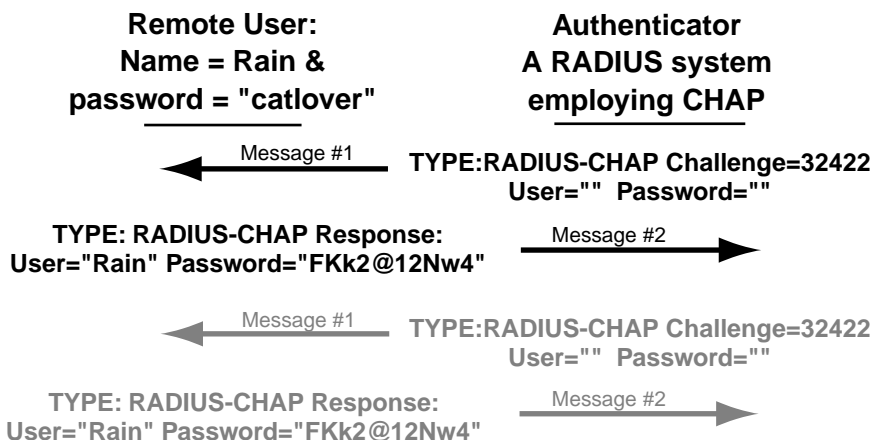 Remote User:
Name = Rain &
password = "catlover"
Authenticator
A RADIUS system
employing CHAP
Message #1
TYPE:RADIUS-CHAP Challenge=32422
User="" Password=""
TYPE: RADIUS-CHAP Response:
User="Rain" Password="FKk2@12Nw4"
Message #2
Message #1
TYPE:RADIUS-CHAP Challenge=32422
User="" Password=""
TYPE: RADIUS-CHAP Response:
User="Rain" Password="FKk2@12Nw4"
Message #2